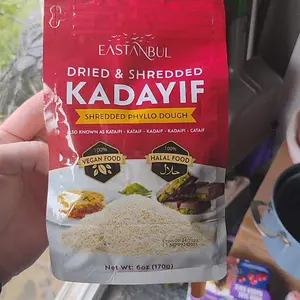 EASTANBUL
DRIED & SHREDDED
KADAYIF
SHREDDED PHYLLO DOUGH
ALSO KNOWN AS KATAIFI - KATAIF - KADAIF - KADAIFI - CATAIF
100%
VEGAN FOOD
100%
HALAL FOOD
حلال
Net Wt: 6oz (170g)